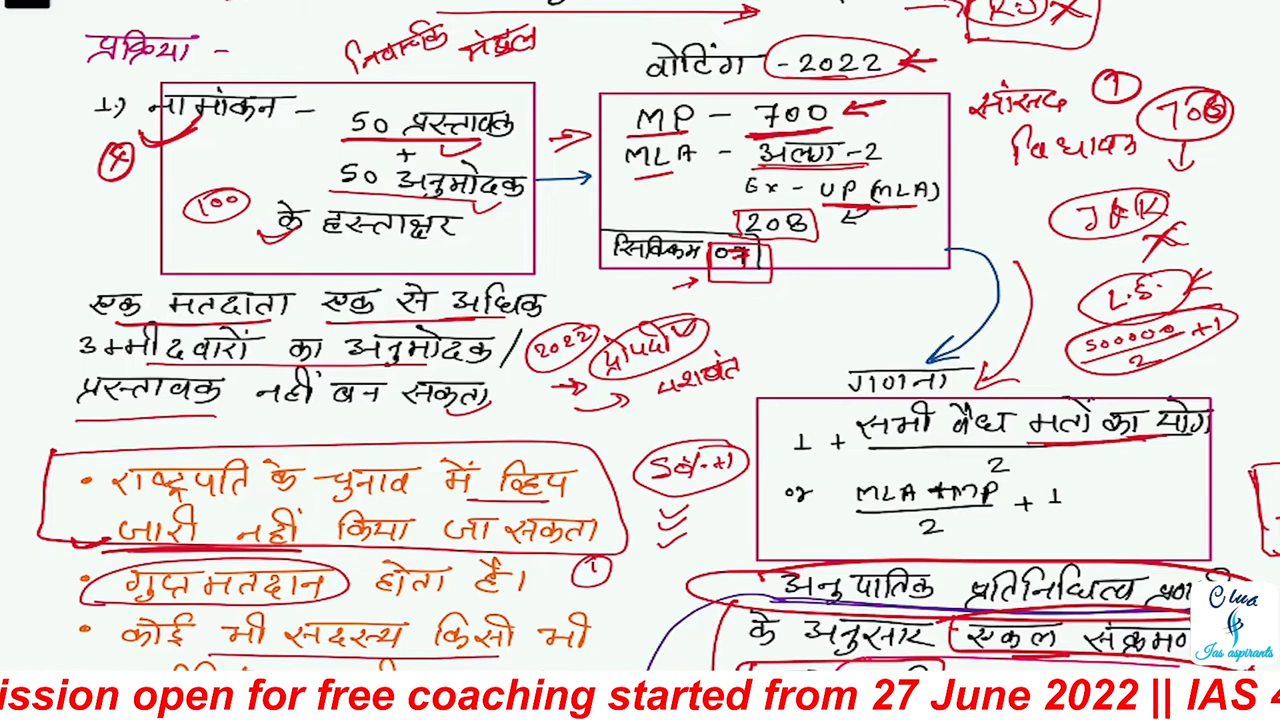 प्रक्रिया -
निर्वाचक मंडल
वोटिंग - 2022
1.) नामांकन -
50 प्रस्तावक
+
50 अनुमोदक
100 के हस्ताक्षर
4
MP - 700
MLA - अलग-2
Ex - UP (MLA)
208
सिक्किम 07
सांसद
1
700
विधायक
J&K
L.S.
500000/2 +1
एक मतदाता एक से अधिक
उम्मीदवारों का अनुमोदक /
प्रस्तावक नहीं बन सकता
2022
द्रोपदी
यशवंत
गणना
1 + सभी वैध मतों का योग
2
or MLA + MP + 1
2
50%+1
• राष्ट्रपति के चुनाव में व्हिप
जारी नहीं किया जा सकता
• गुप्त मतदान होता है।
1
• कोई भी सदस्य किसी भी
अनुपातिक प्रतिनिधित्व
के अनुसार एकल संक्रमण
Ias aspirants
ission open for free coaching started from 27 June 2022 || IAS 4